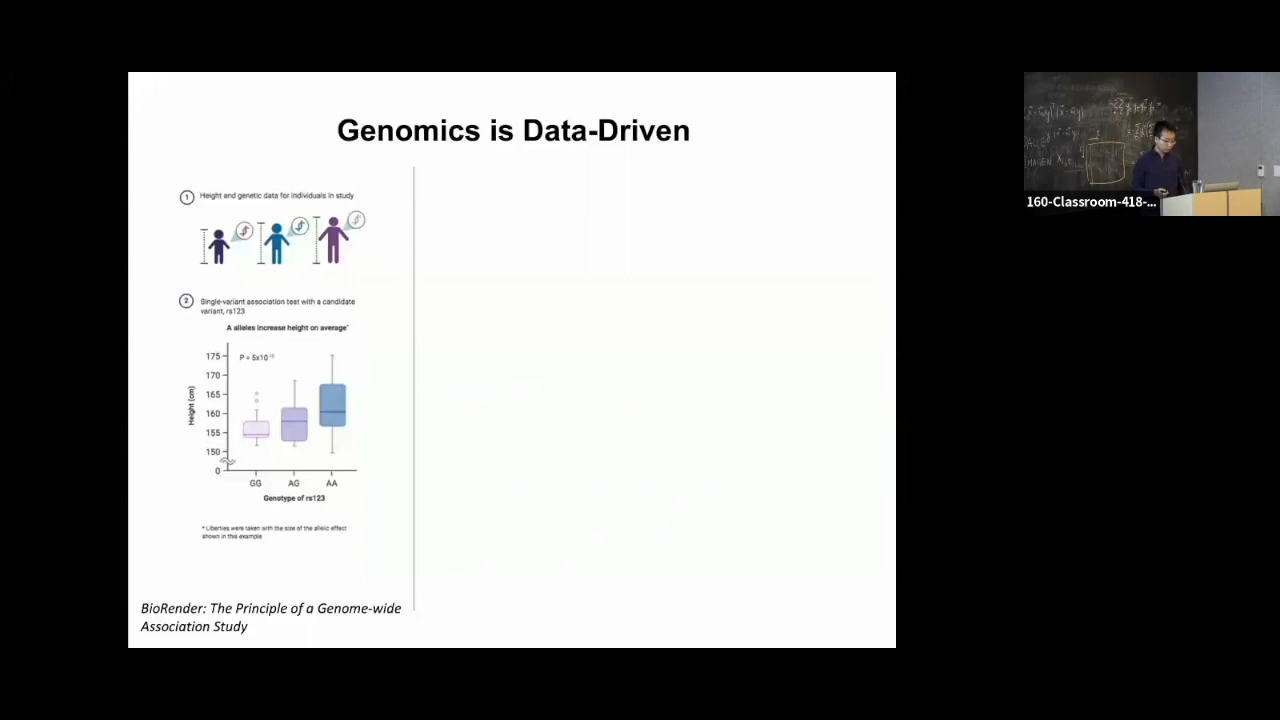 Genomics is Data-Driven
1 Height and genetic data for individuals in study
2 Single-variant association test with a candidate
variant, rs123
A alleles increase height on average*
P = 5x10
175
170
165
160
155
150
0
Height (cm)
GG AG AA
Genotype of rs123
* Liberties were taken with the size of the allelic effect
shown in this example
BioRender: The Principle of a Genome-wide
Association Study
160-Classroom-418-...